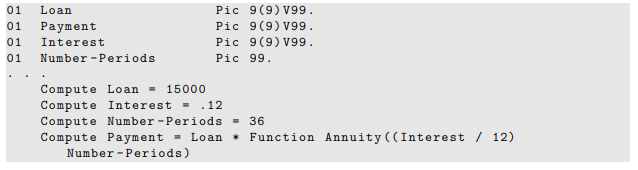 01 Loan Pic 9(9)V99.
01 Payment Pic 9(9)V99.
01 Interest Pic 9(9)V99.
01 Number-Periods Pic 99.
. . .
Compute Loan = 15000
Compute Interest = .12
Compute Number-Periods = 36
Compute Payment = Loan * Function Annuity((Interest / 12)
Number-Periods)